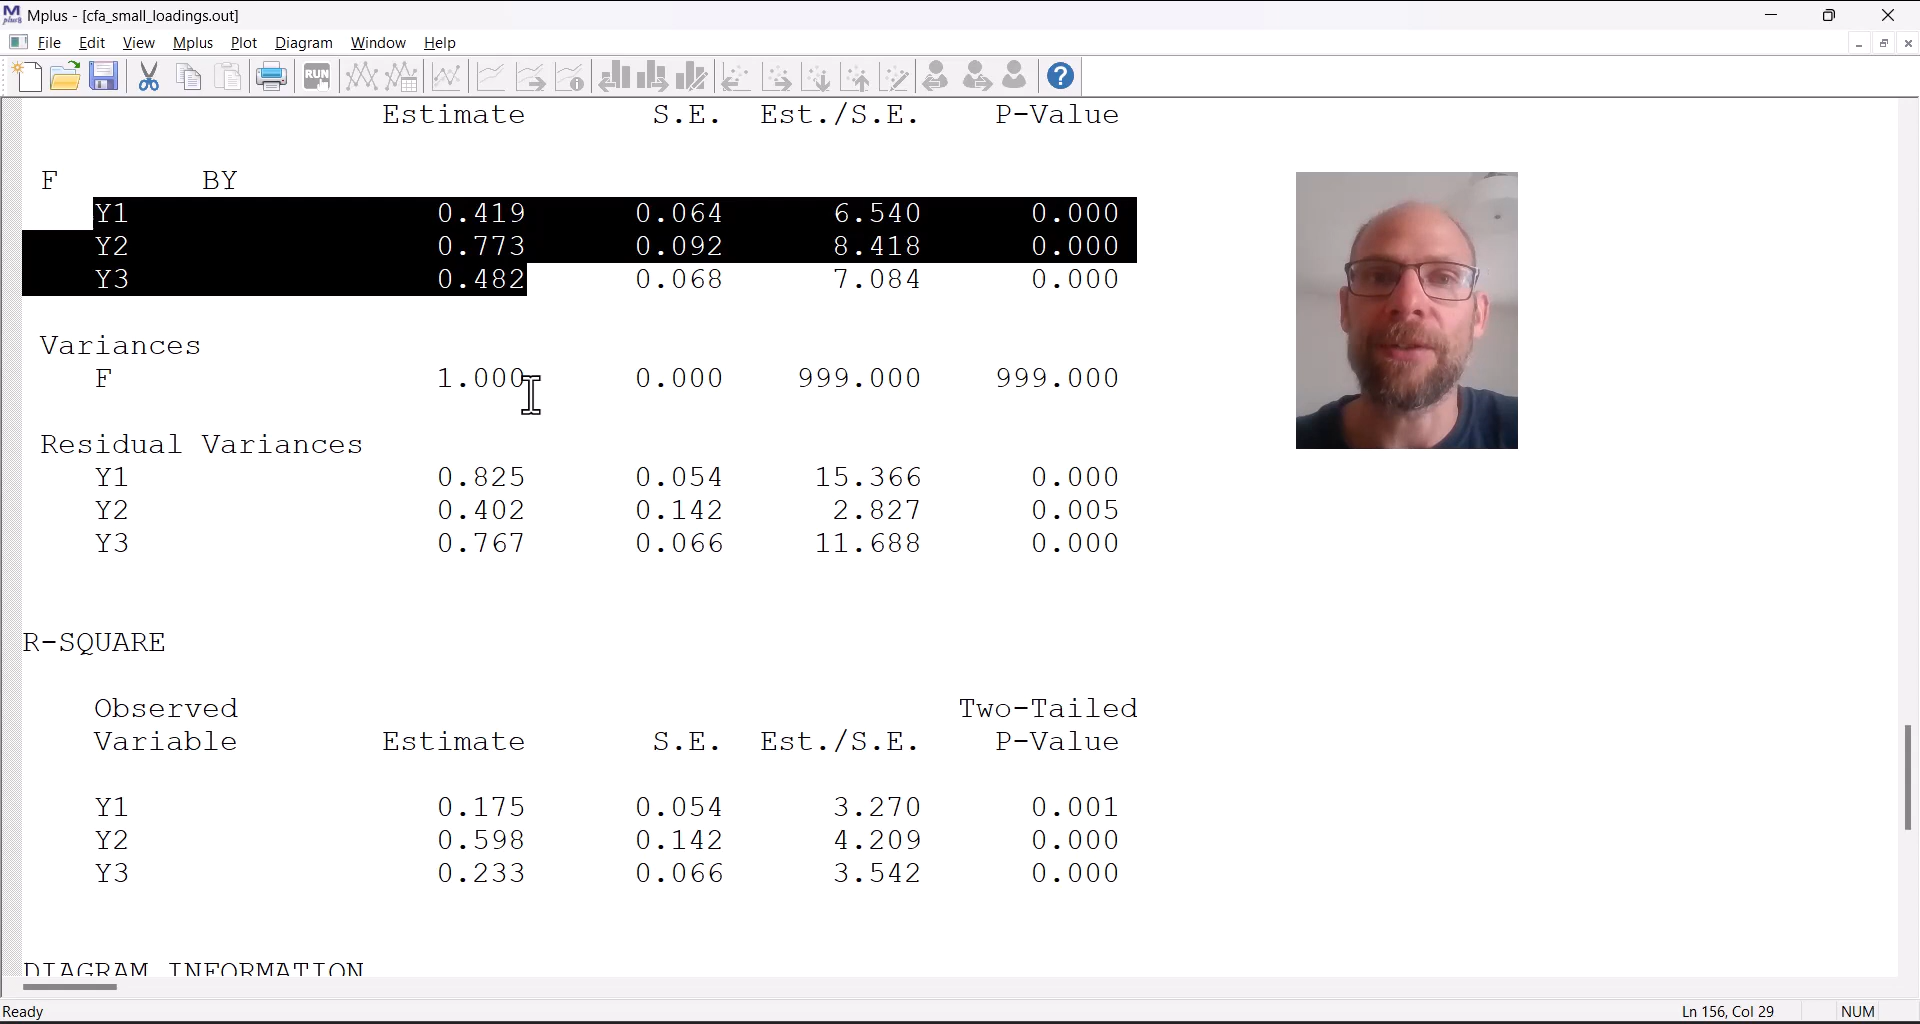 Mplus - [cfa_small_loadings.out]
File Edit View Mplus Plot Diagram Window Help
RUN
Estimate S.E. Est./S.E. P-Value
F BY
Y1 0.419 0.064 6.540 0.000
Y2 0.773 0.092 8.418 0.000
Y3 0.482 0.068 7.084 0.000
Variances
F 1.000 0.000 999.000 999.000
Residual Variances
Y1 0.825 0.054 15.366 0.000
Y2 0.402 0.142 2.827 0.005
Y3 0.767 0.066 11.688 0.000
R-SQUARE
Observed Two-Tailed
Variable Estimate S.E. Est./S.E. P-Value
Y1 0.175 0.054 3.270 0.001
Y2 0.598 0.142 4.209 0.000
Y3 0.233 0.066 3.542 0.000
DIAGRAM INFORMATION
Ready Ln 156, Col 29 NUM